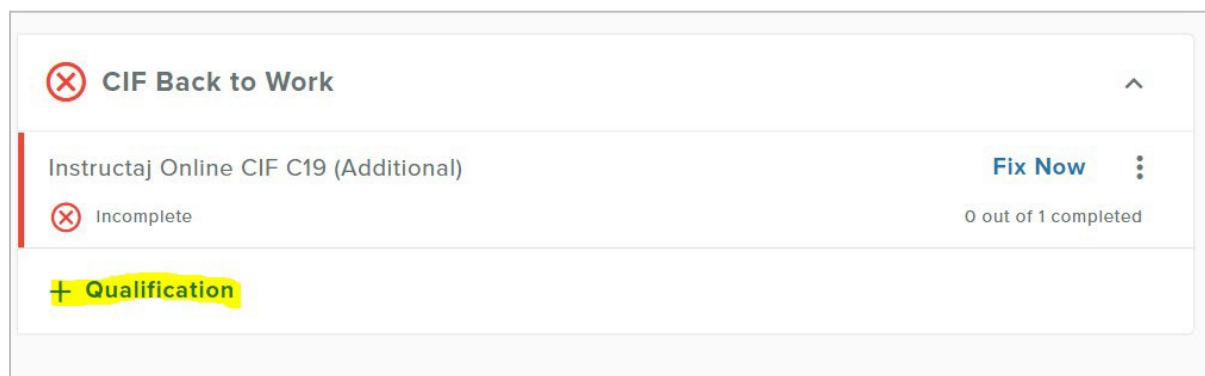 CIF Back to Work
Instructaj Online CIF C19 (Additional)
Fix Now
Incomplete
0 out of 1 completed
+ Qualification